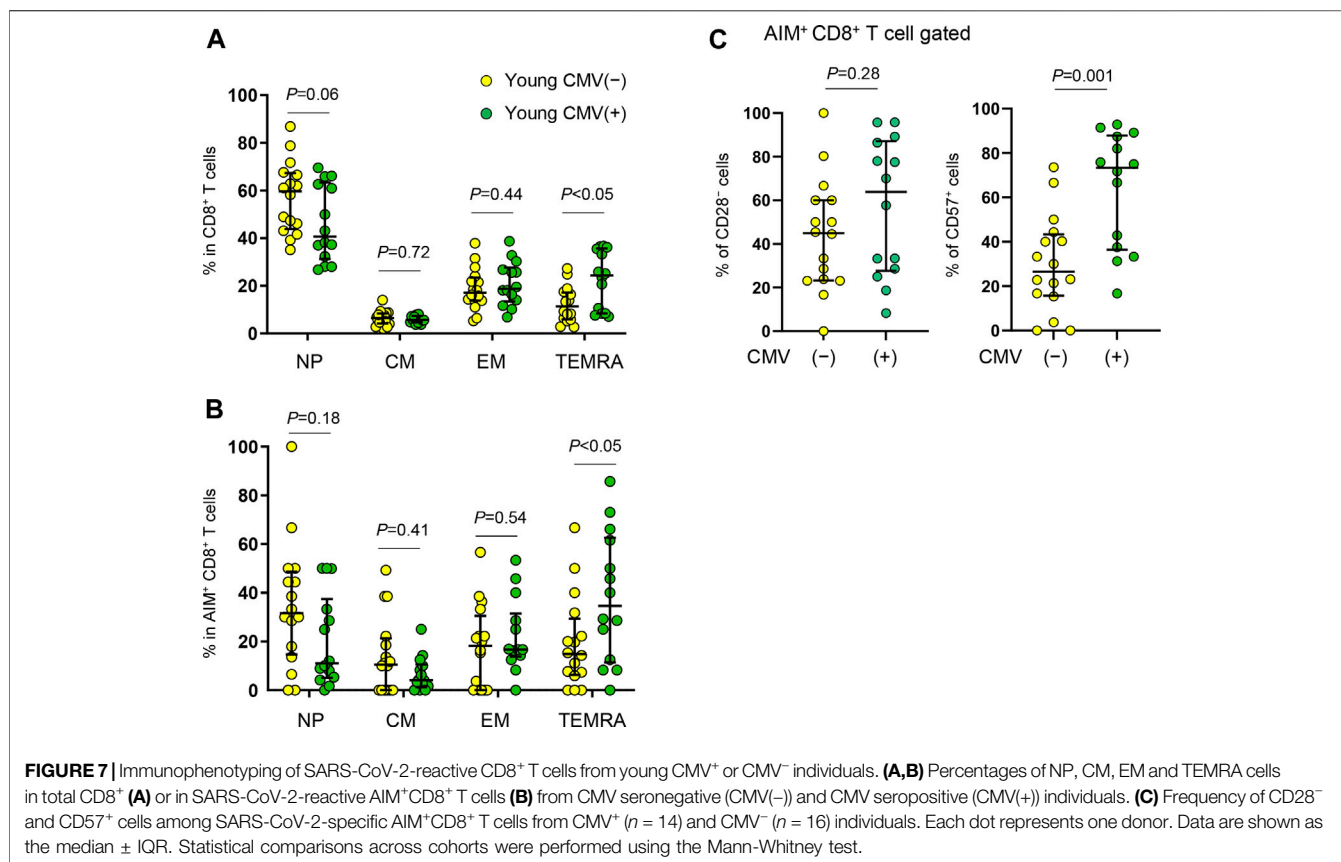 A
Young CMV(−)
Young CMV(+)
P=0.06
P=0.72
P=0.44
P<0.05
% in CD8⁺ T cells
100
80
60
40
20
0
NP CM EM TEMRA
C AIM⁺ CD8⁺ T cell gated
P=0.28
% of CD28⁻ cells
100
80
60
40
20
0
CMV (−) (+)
P=0.001
% of CD57⁺ cells
100
80
60
40
20
0
CMV (−) (+)
B
P=0.18
P=0.41
P=0.54
P<0.05
% in AIM⁺ CD8⁺ T cells
100
80
60
40
20
0
NP CM EM TEMRA
FIGURE 7 | Immunophenotyping of SARS-CoV-2-reactive CD8⁺ T cells from young CMV⁺ or CMV⁻ individuals. (A,B) Percentages of NP, CM, EM and TEMRA cells
in total CD8⁺ (A) or in SARS-CoV-2-reactive AIM⁺CD8⁺ T cells (B) from CMV seronegative (CMV(–)) and CMV seropositive (CMV(+)) individuals. (C) Frequency of CD28⁻
and CD57⁺ cells among SARS-CoV-2-specific AIM⁺CD8⁺ T cells from CMV⁺ (n = 14) and CMV⁻ (n = 16) individuals. Each dot represents one donor. Data are shown as
the median ± IQR. Statistical comparisons across cohorts were performed using the Mann-Whitney test.